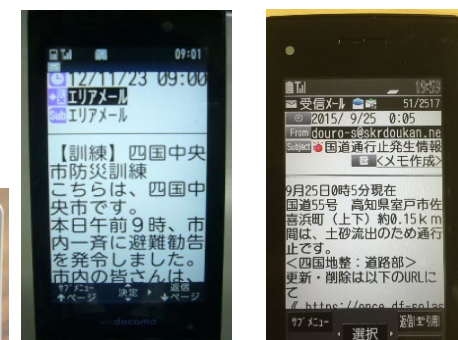 09:01
12/11/23 09:00
エリアメール
Sub エリアメール
【訓練】四国中央
市防災訓練
こちらは、四国中
央市です。
本日午前９時、市
内一斉に避難勧告
を発令しました。
市内の皆さんは、
サブメニュー 決定 返信
↑ページ ↓ページ
docomo
19:59
受信メール 51/2517
2015/ 9/25 0:05
From douro-s@skrdoukan.ne
Subject 国道通行止発生情報
<メモ作成>
9月25日0時5分現在
国道55号 高知県室戸市佐
喜浜町（上下）約0.15ｋｍ
間は、土砂流出のため通行
止です。
＜四国地整：道路部＞
更新・削除は以下のURLに
て
サブメニュー 選択